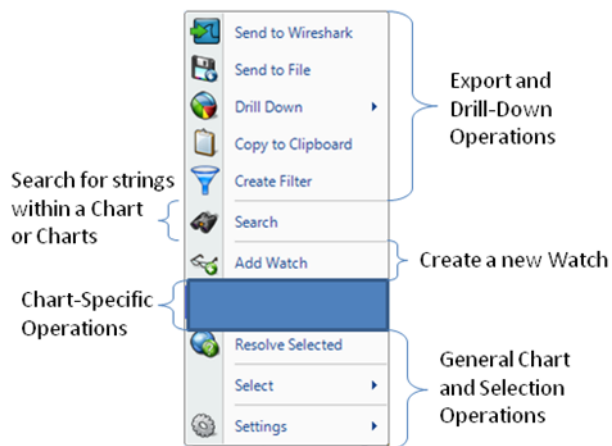 Send to Wireshark
Send to File
Drill Down
Copy to Clipboard
Create Filter
Export and
Drill-Down
Operations
Search for strings
within a Chart
or Charts
Search
Add Watch
Create a new Watch
Chart-Specific
Operations
Resolve Selected
Select
Settings
General Chart
and Selection
Operations